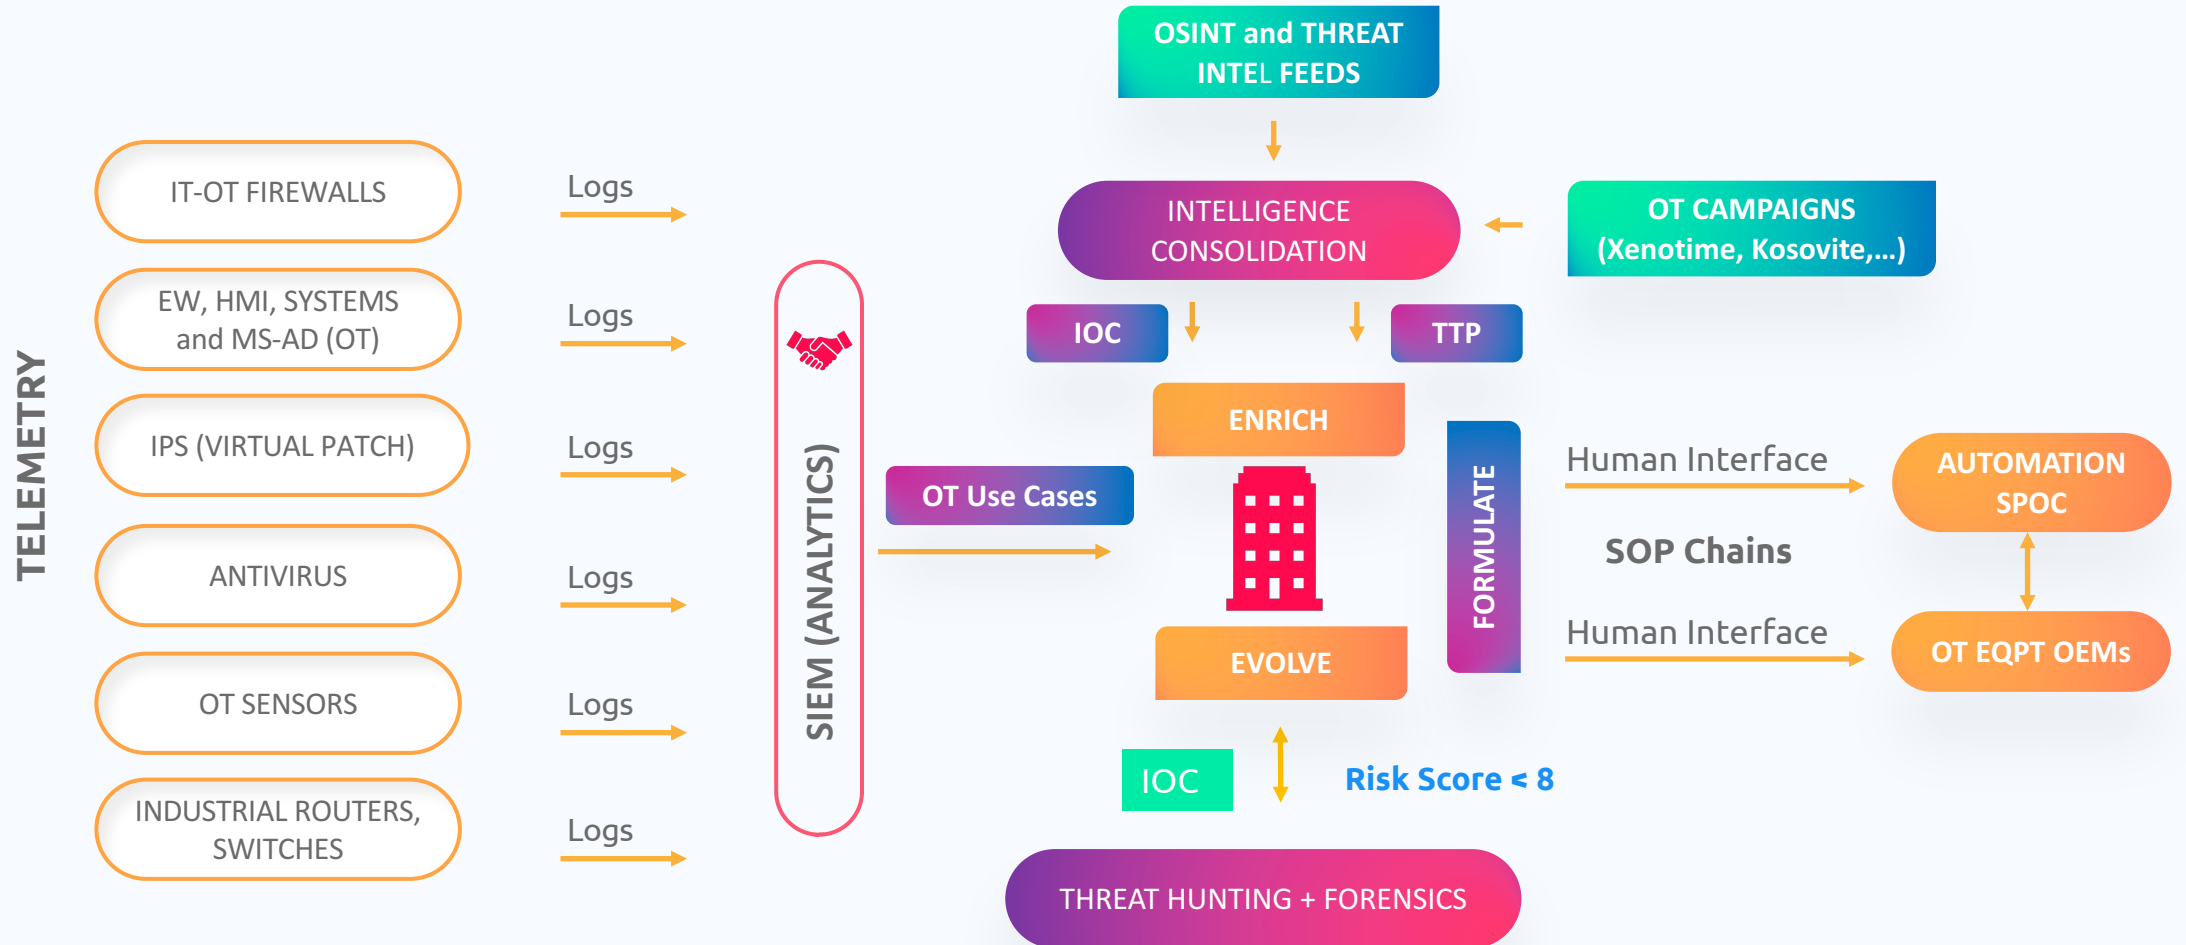 TELEMETRY
IT-OT FIREWALLS
Logs
EW, HMI, SYSTEMS
and MS-AD (OT)
Logs
IPS (VIRTUAL PATCH)
Logs
ANTIVIRUS
Logs
OT SENSORS
Logs
INDUSTRIAL ROUTERS,
SWITCHES
Logs
SIEM (ANALYTICS)
OT Use Cases
OSINT and THREAT
INTEL FEEDS
INTELLIGENCE
CONSOLIDATION
OT CAMPAIGNS
(Xenotime, Kosovite,...)
IOC
TTP
ENRICH
EVOLVE
FORMULATE
Human Interface
SOP Chains
Human Interface
AUTOMATION
SPOC
OT EQPT OEMs
IOC
Risk Score < 8
THREAT HUNTING + FORENSICS